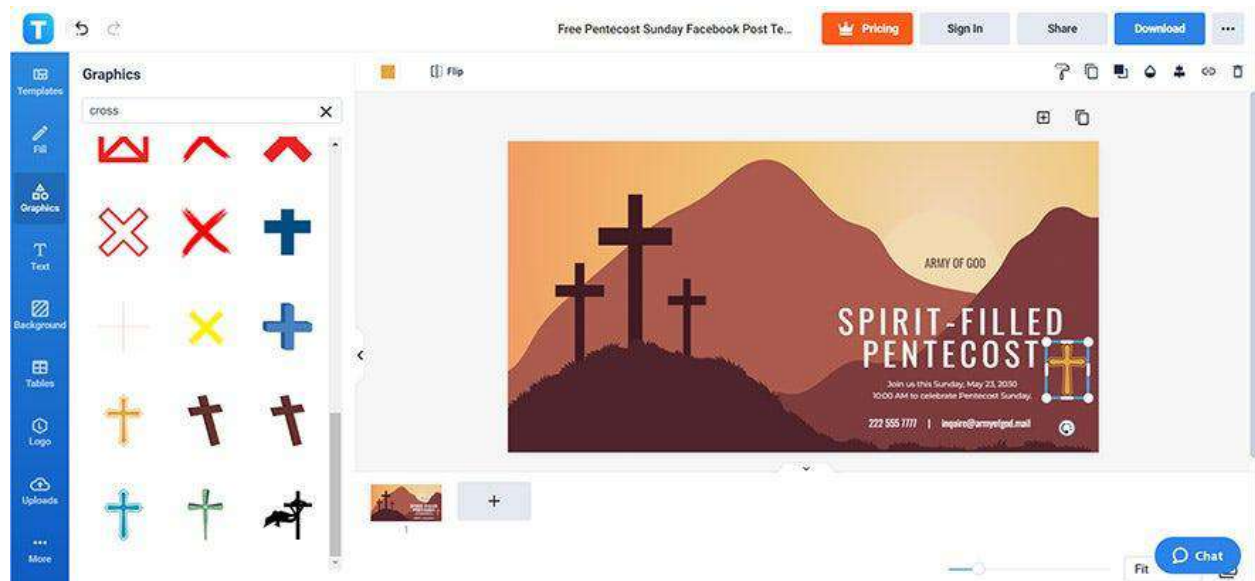 T
Free Pentecost Sunday Facebook Post Te...
Pricing
Sign In
Share
Download
Templates
Fill
Graphics
Text
Background
Tables
Logo
Uploads
More
Graphics
cross
Flip
ARMY OF GOD
SPIRIT-FILLED
PENTECOST
Join us this Sunday, May 23, 2030
10:00 AM to celebrate Pentecost Sunday.
222 555 7777 | inquire@armyofgod.mail
1
Fit
Chat